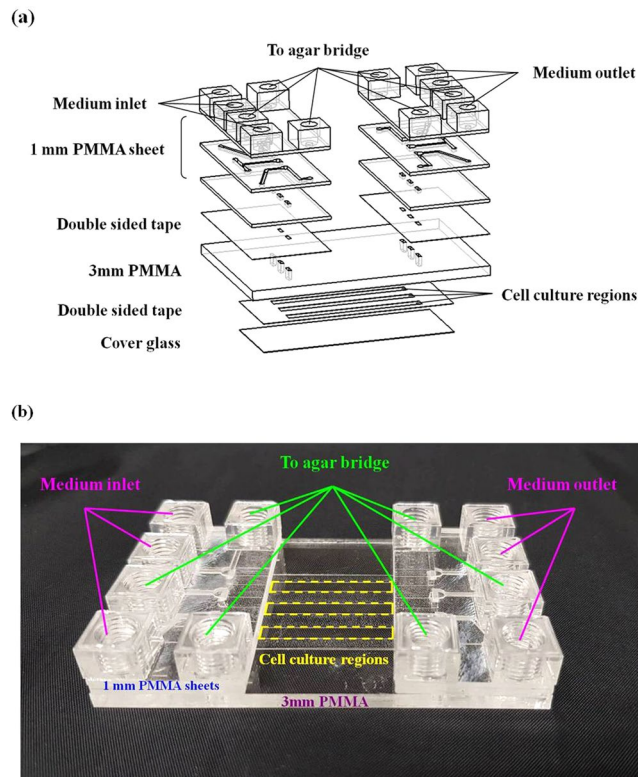 (a)
To agar bridge
Medium inlet
Medium outlet
1 mm PMMA sheet
Double sided tape
3mm PMMA
Double sided tape
Cell culture regions
Cover glass
(b)
To agar bridge
Medium inlet
Medium outlet
Cell culture regions
1 mm PMMA sheets
3mm PMMA